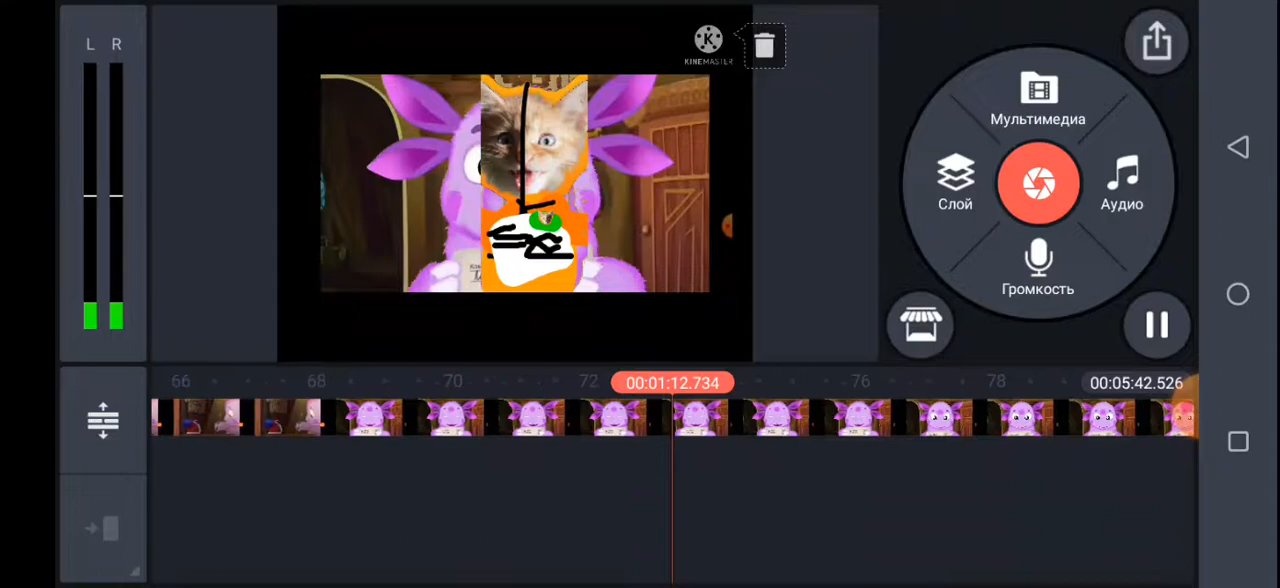 L R
KINEMASTER
Мультимедиа
Слой
Аудио
Громкость
66 68 70 72 00:01:12.734 76 78 00:05:42.526